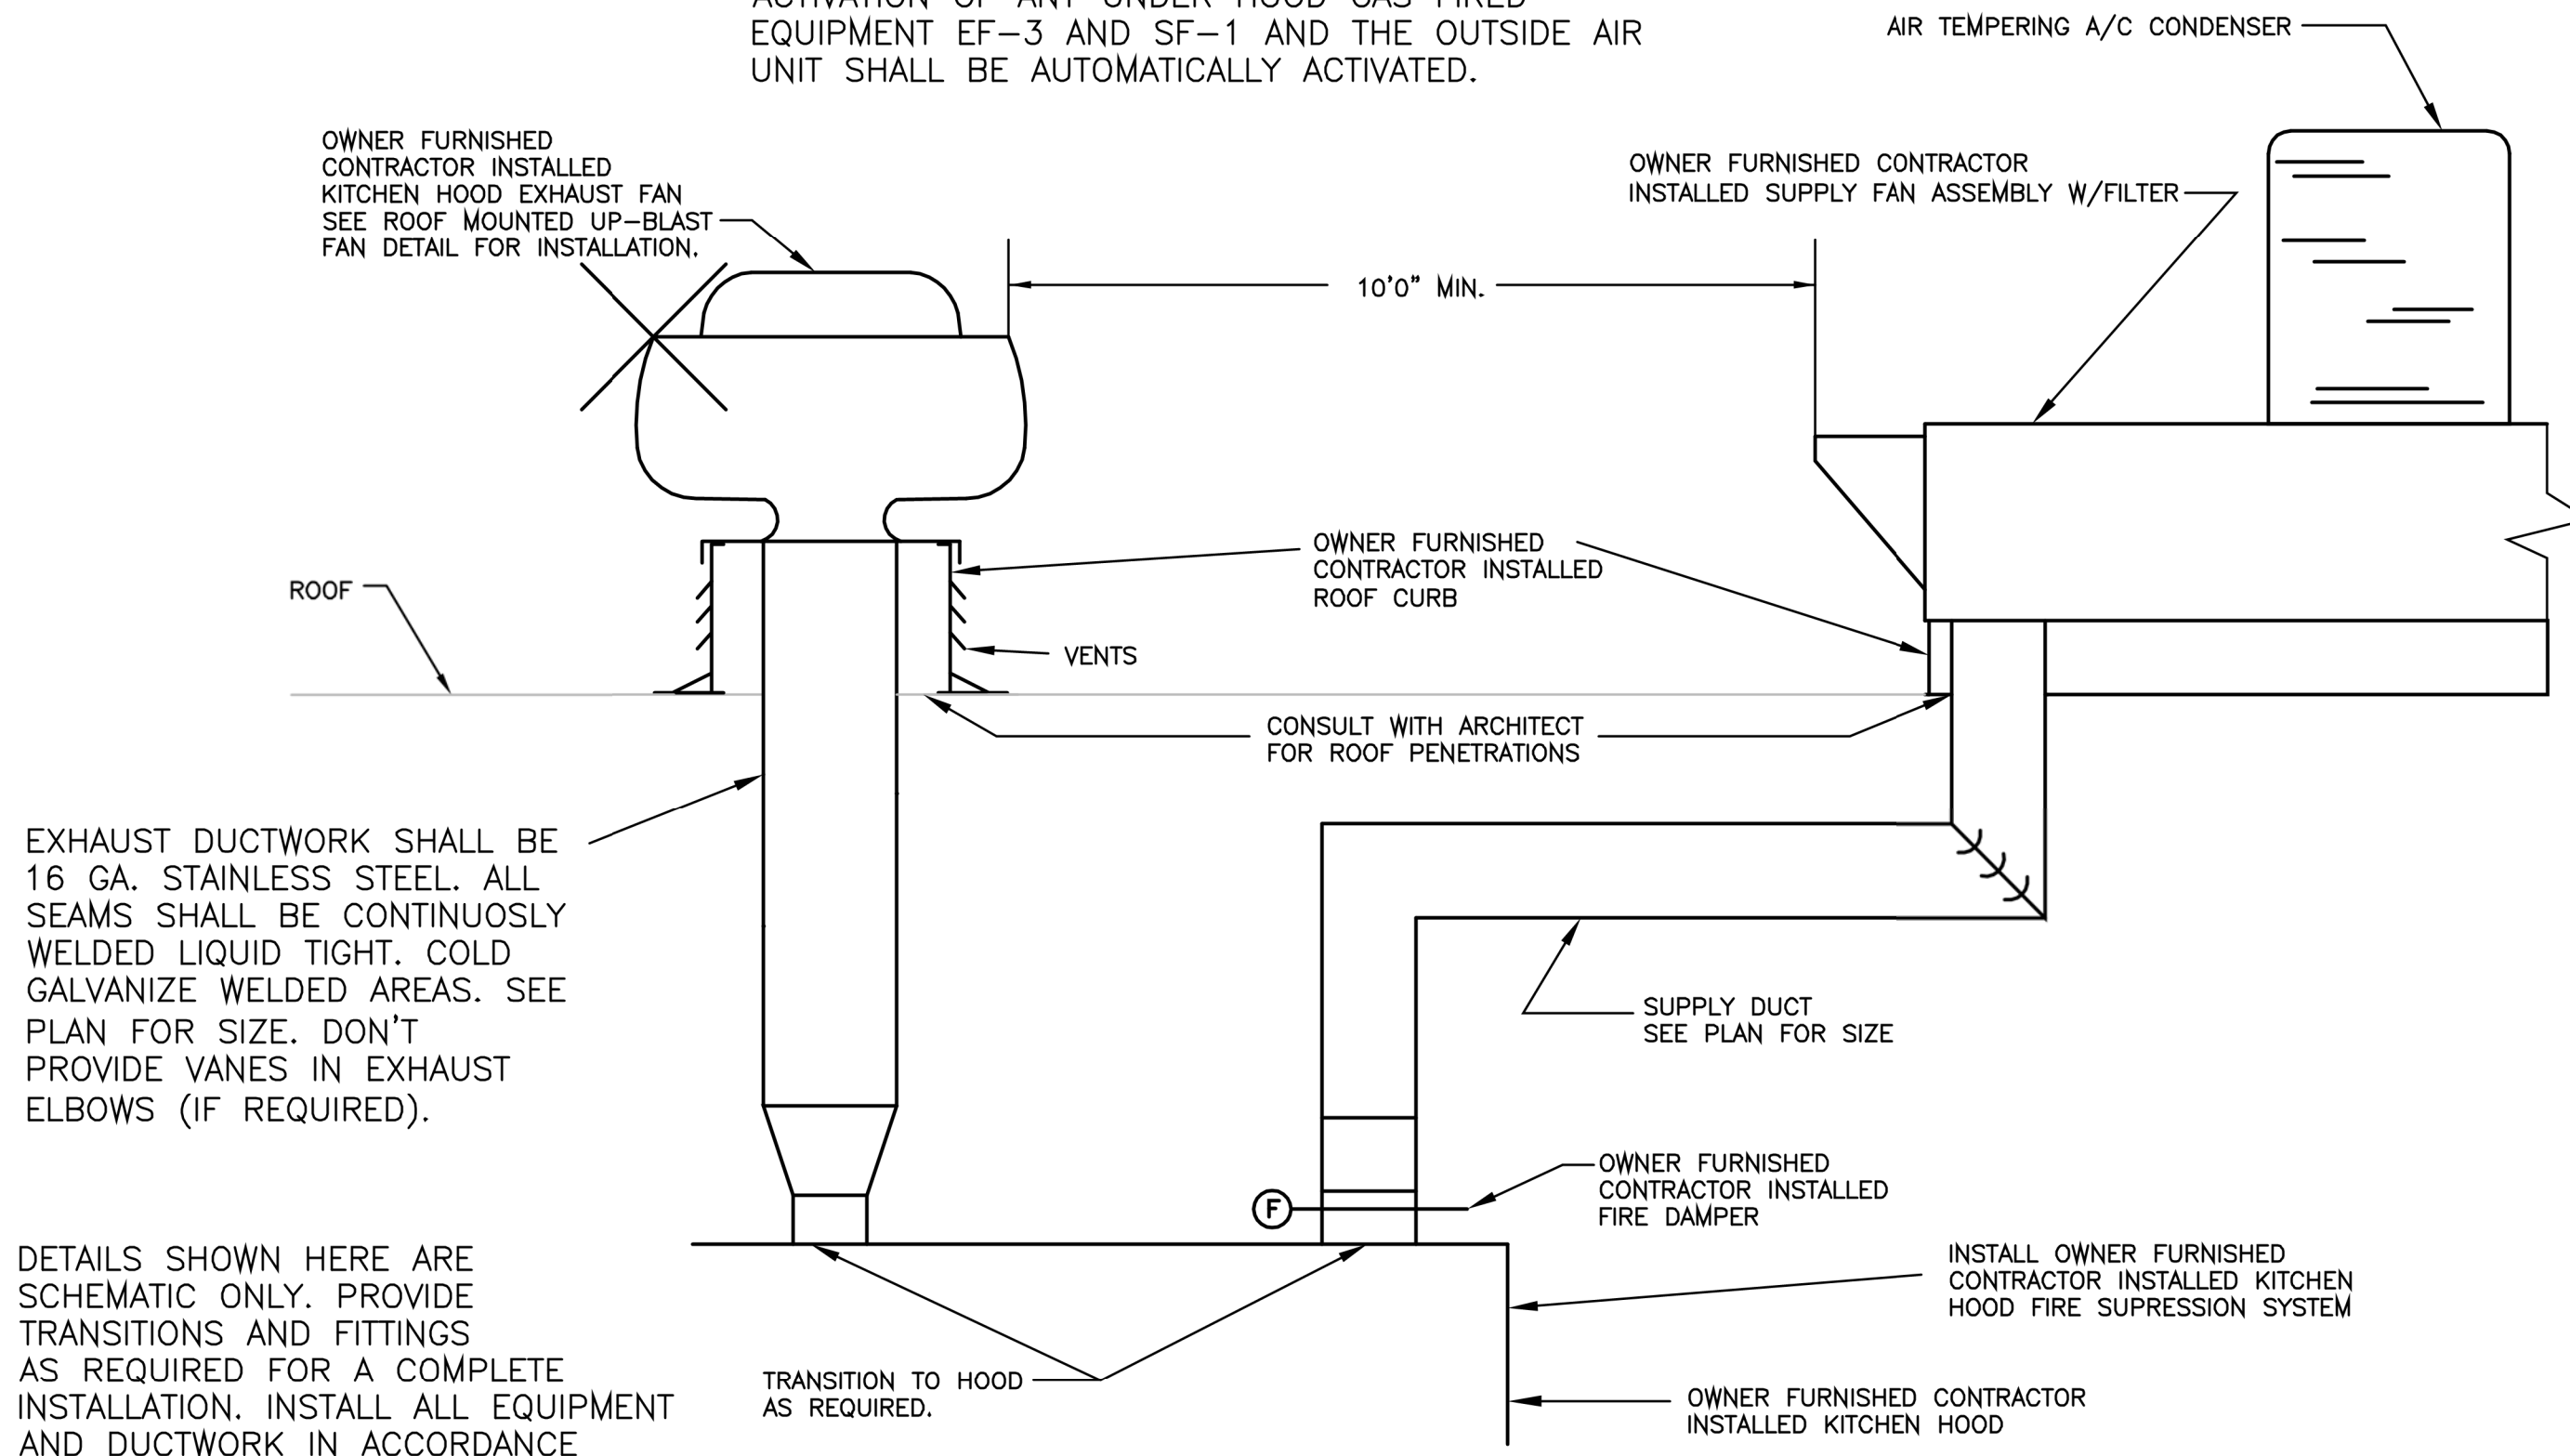 ACTIVATION OF ANY UNDER HOOD GAS FIRED
EQUIPMENT EF-3 AND SF-1 AND THE OUTSIDE AIR
UNIT SHALL BE AUTOMATICALLY ACTIVATED.
AIR TEMPERING A/C CONDENSER
OWNER FURNISHED
CONTRACTOR INSTALLED
KITCHEN HOOD EXHAUST FAN
SEE ROOF MOUNTED UP-BLAST
FAN DETAIL FOR INSTALLATION.
OWNER FURNISHED CONTRACTOR
INSTALLED SUPPLY FAN ASSEMBLY W/FILTER
10'0" MIN.
OWNER FURNISHED
CONTRACTOR INSTALLED
ROOF CURB
ROOF
VENTS
CONSULT WITH ARCHITECT
FOR ROOF PENETRATIONS
EXHAUST DUCTWORK SHALL BE
16 GA. STAINLESS STEEL. ALL
SEAMS SHALL BE CONTINUOSLY
WELDED LIQUID TIGHT. COLD
GALVANIZE WELDED AREAS. SEE
PLAN FOR SIZE. DON'T
PROVIDE VANES IN EXHAUST
ELBOWS (IF REQUIRED).
SUPPLY DUCT
SEE PLAN FOR SIZE
OWNER FURNISHED
CONTRACTOR INSTALLED
FIRE DAMPER
F
INSTALL OWNER FURNISHED
CONTRACTOR INSTALLED KITCHEN
HOOD FIRE SUPRESSION SYSTEM
DETAILS SHOWN HERE ARE
SCHEMATIC ONLY. PROVIDE
TRANSITIONS AND FITTINGS
AS REQUIRED FOR A COMPLETE
INSTALLATION. INSTALL ALL EQUIPMENT
AND DUCTWORK IN ACCORDANCE
TRANSITION TO HOOD
AS REQUIRED.
OWNER FURNISHED CONTRACTOR
INSTALLED KITCHEN HOOD